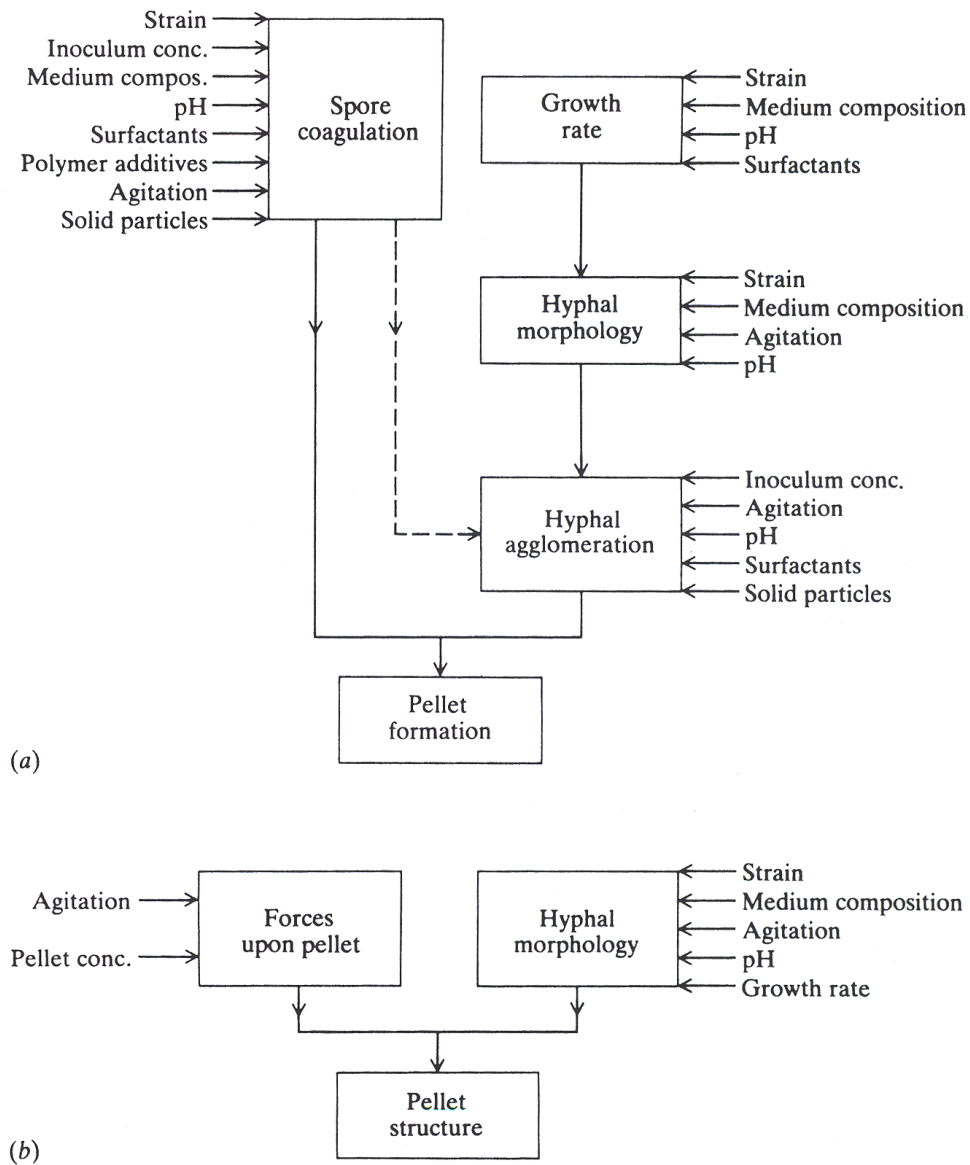 Strain
Inoculum conc.
Medium compos.
pH
Surfactants
Polymer additives
Agitation
Solid particles
Spore
coagulation
Growth
rate
Strain
Medium composition
pH
Surfactants
Hyphal
morphology
Strain
Medium composition
Agitation
pH
Hyphal
agglomeration
Inoculum conc.
Agitation
pH
Surfactants
Solid particles
Pellet
formation
(a)
Agitation
Pellet conc.
Forces
upon pellet
Hyphal
morphology
Strain
Medium composition
Agitation
pH
Growth rate
Pellet
structure
(b)